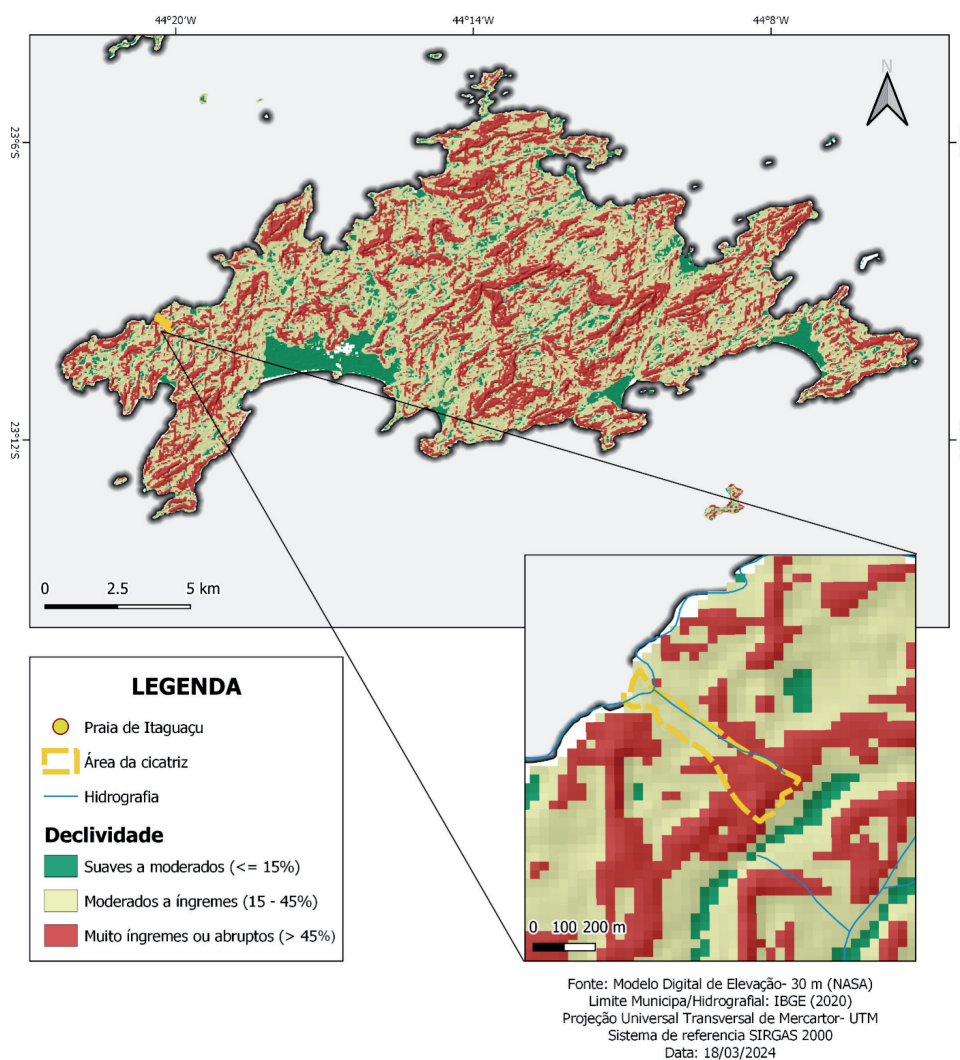 44°20'W 44°14'W 44°8'W
N
23°6'S
23°12'S
0 2.5 5 km
LEGENDA
Praia de Itaguaçu
Área da cicatriz
Hidrografia
Declividade
Suaves a moderados (<= 15%)
Moderados a íngremes (15 - 45%)
Muito íngremes ou abruptos (> 45%)
0 100 200 m
Fonte: Modelo Digital de Elevação- 30 m (NASA)
Limite Municipa/Hidrografial: IBGE (2020)
Projeção Universal Transversal de Mercartor- UTM
Sistema de referencia SIRGAS 2000
Data: 18/03/2024